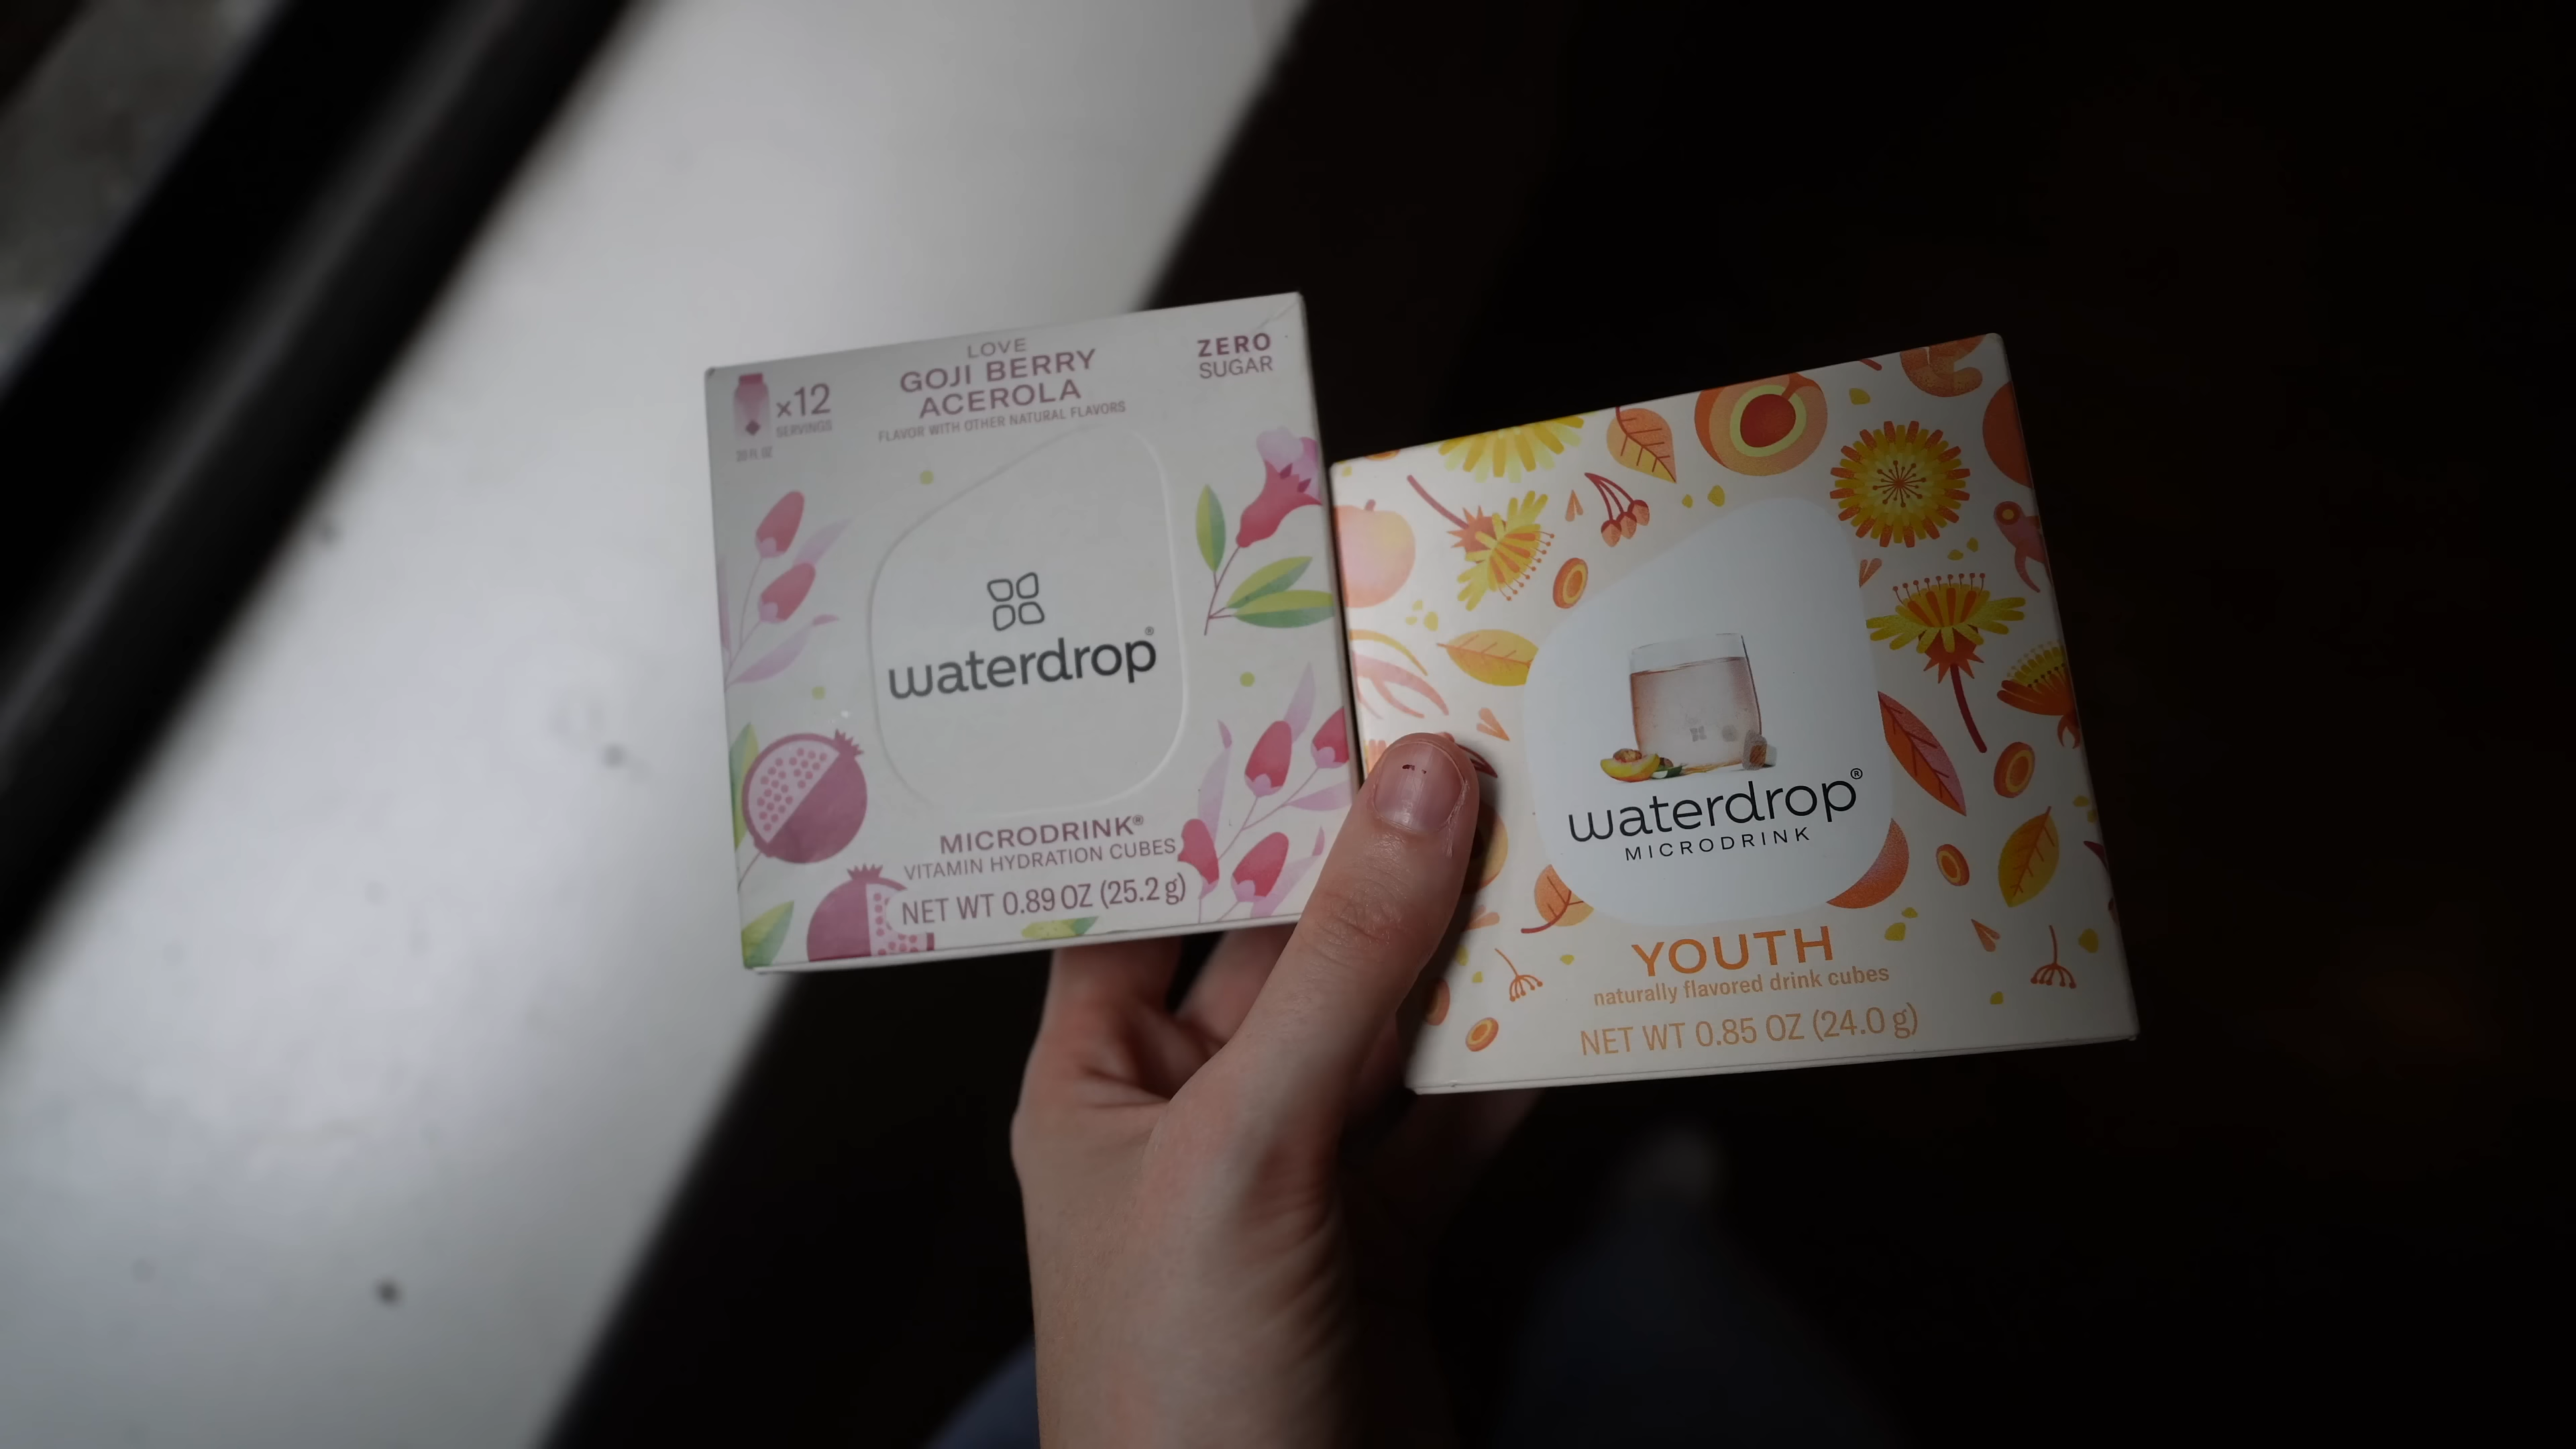 x12
SERVINGS
LOVE
GOJI BERRY
ACEROLA
FLAVOR WITH OTHER NATURAL FLAVORS
ZERO
SUGAR
waterdrop®
MICRODRINK®
VITAMIN HYDRATION CUBES
NET WT 0.89 OZ (25.2 g)
waterdrop®
MICRODRINK
YOUTH
naturally flavored drink cubes
NET WT 0.85 OZ (24.0 g)